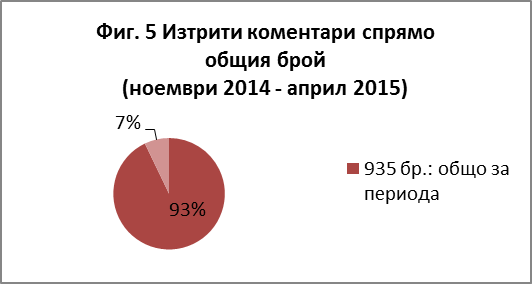 Фиг. 5 Изтрити коментари спрямо
общия брой
(ноември 2014 - април 2015)
7%
93%
935 бр.: общо за
периода